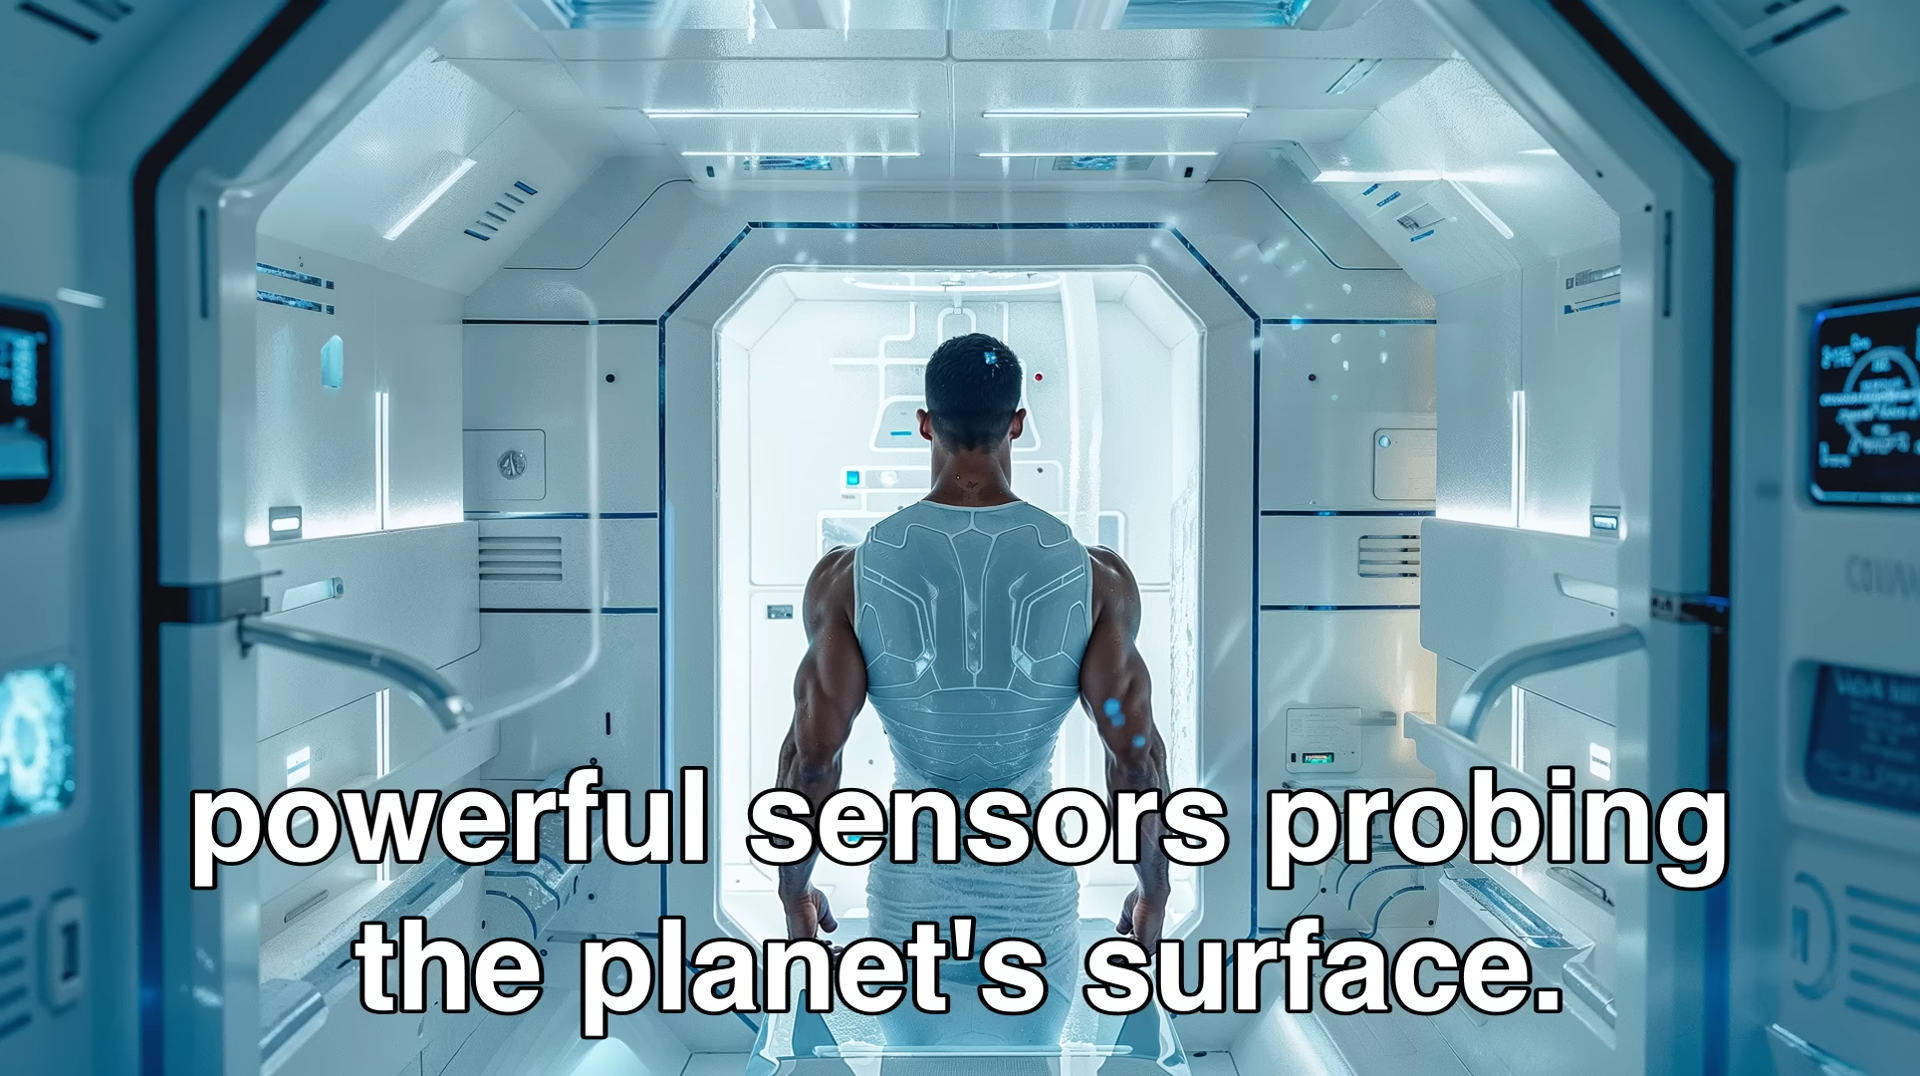 powerful sensors probing
the planet's surface.